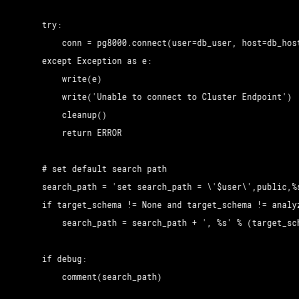 try:
conn = pg8000.connect(user=db_user, host=db_host
except Exception as e:
write(e)
write('Unable to connect to Cluster Endpoint')
cleanup()
return ERROR
# set default search path
search_path = 'set search_path = \'$user\',public,%s
if target_schema != None and target_schema != analyz
search_path = search_path + ', %s' % (target_sch
if debug:
comment(search_path)